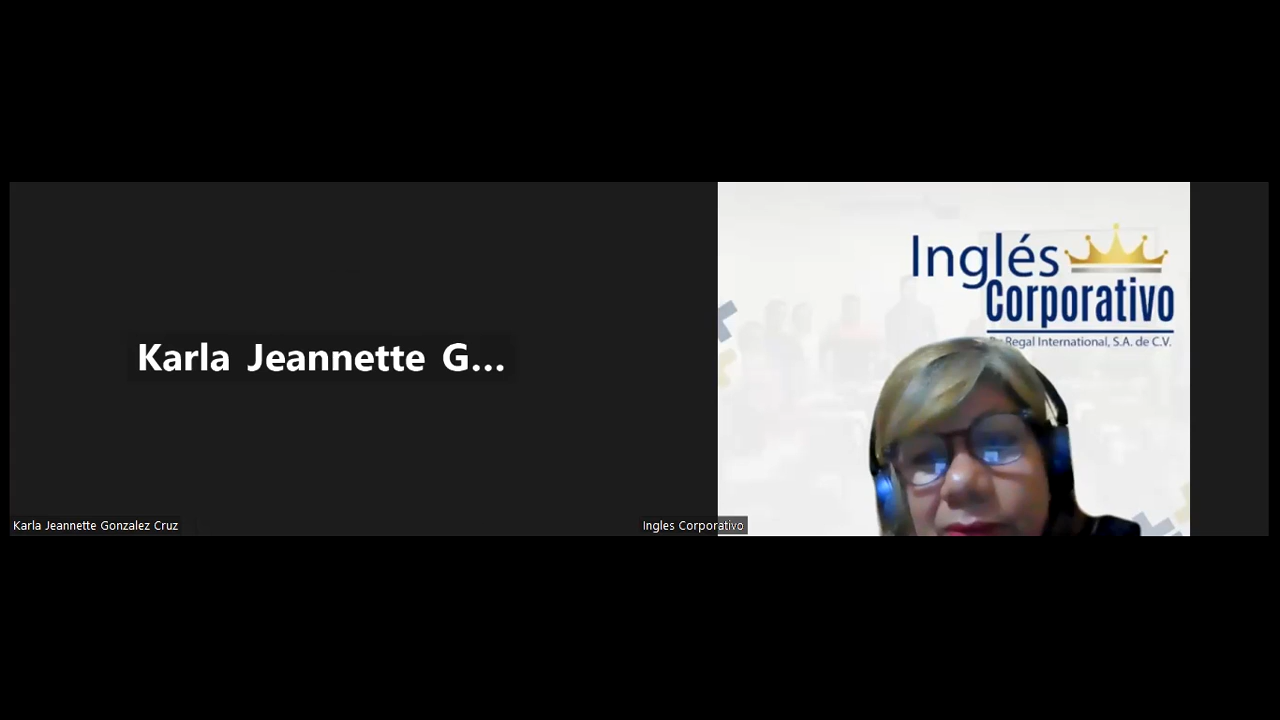 Karla Jeannette G...
Karla Jeannette Gonzalez Cruz
Inglés
Corporativo
Regal International, S.A. de C.V.
Ingles Corporativo